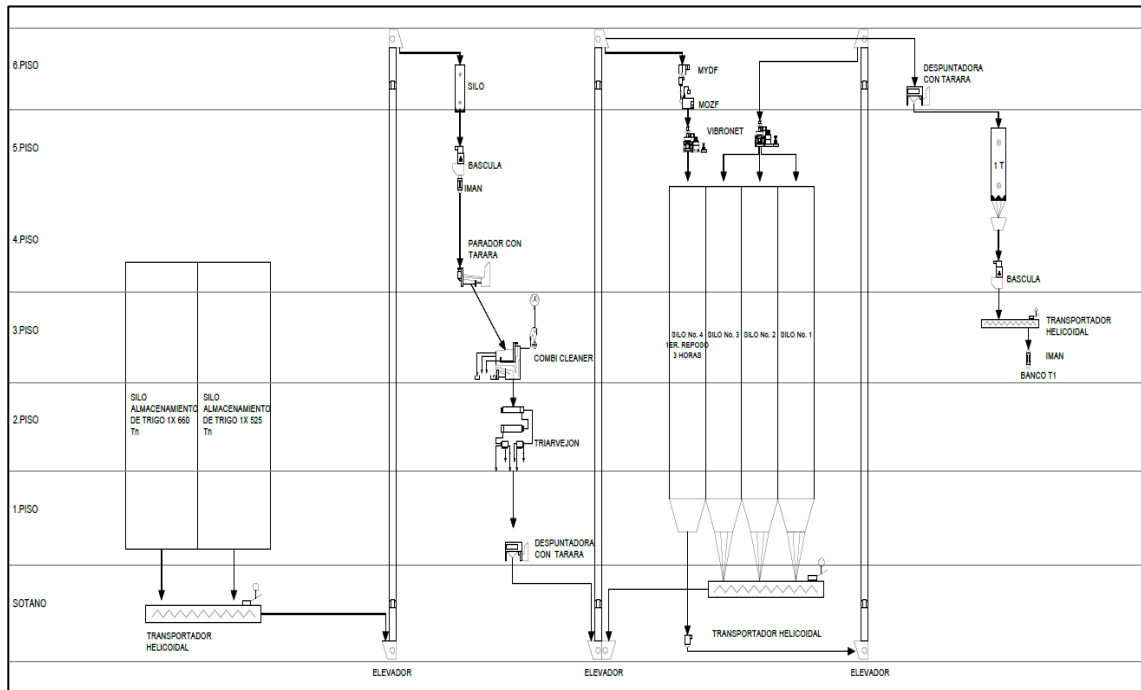 6.PISO
SILO
MYDF
MOZF
DESPUNTADORA
CON TARARA
5.PISO
BASCULA
IMAN
VIBRONET
1 T
4.PISO
PARADOR CON
TARARA
BASCULA
3.PISO
COMBI CLEANER
SILO No. 4
1ER. REPOSO
3 HORAS
SILO No. 3
SILO No. 2
SILO No. 1
TRANSPORTADOR
HELICOIDAL
IMAN
BANCO T1
2.PISO
SILO
ALMACENAMIENTO
DE TRIGO 1X 660
Tn
SILO
ALMACENAMIENTO
DE TRIGO 1X 525
Tn
TRIARVEJON
1.PISO
DESPUNTADORA
CON TARARA
SOTANO
TRANSPORTADOR
HELICOIDAL
TRANSPORTADOR HELICOIDAL
ELEVADOR
ELEVADOR
ELEVADOR